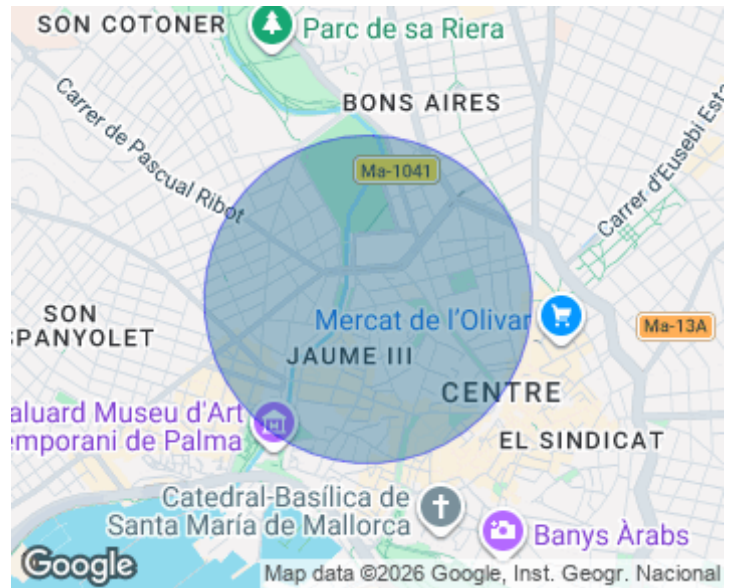 SON COTONER
Parc de sa Riera
BONS AIRES
Carrer de Pascual Ribot
Ma-1041
Carrer d'Eusebi Esta
SON
SPANYOLET
Mercat de l'Olivar
Ma-13A
JAUME III
CENTRE
aluard Museu d'Art
emporani de Palma
EL SINDICAT
Catedral-Basílica de
Santa María de Mallorca
Banys Àrabs
Google
Map data ©2026 Google, Inst. Geogr. Nacional